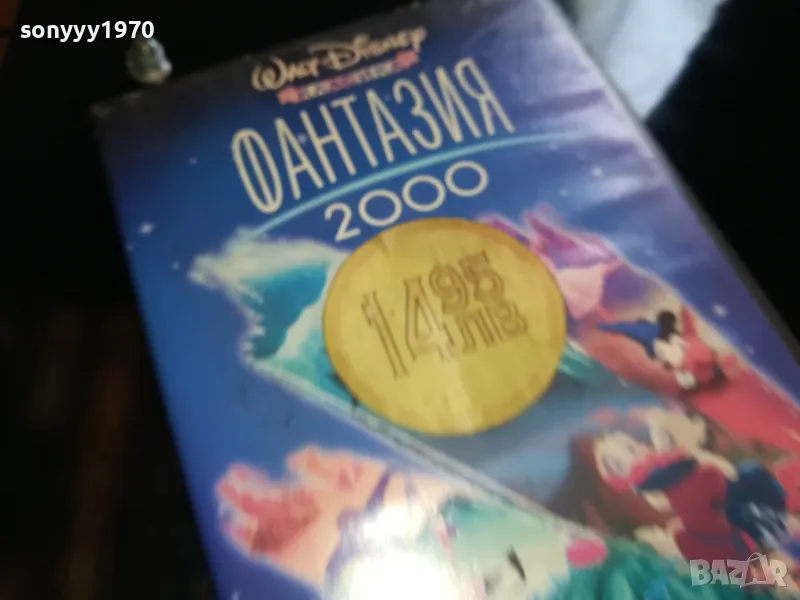 sonyyy1970
WALT DISNEY
ФАНТАЗИЯ
2000
14 95
ЛВ
BAZAR